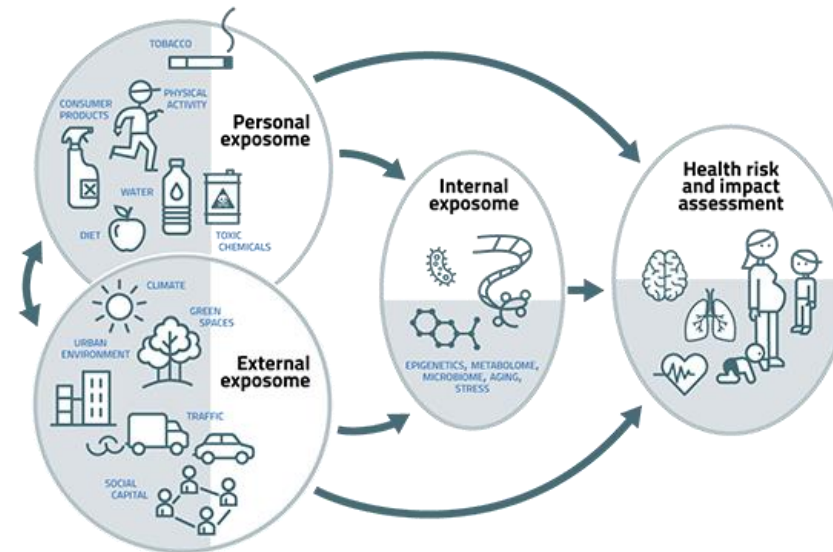 TOBACCO
PHYSICAL
ACTIVITY
CONSUMER
PRODUCTS
Personal
exposome
WATER
DIET
TOXIC
CHEMICALS
CLIMATE
GREEN
SPACES
URBAN
ENVIRONMENT
External
exposome
TRAFFIC
SOCIAL
CAPITAL
Internal
exposome
EPIGENETICS, METABOLOME,
MICROBIOME, AGING,
STRESS
Health risk
and impact
assessment